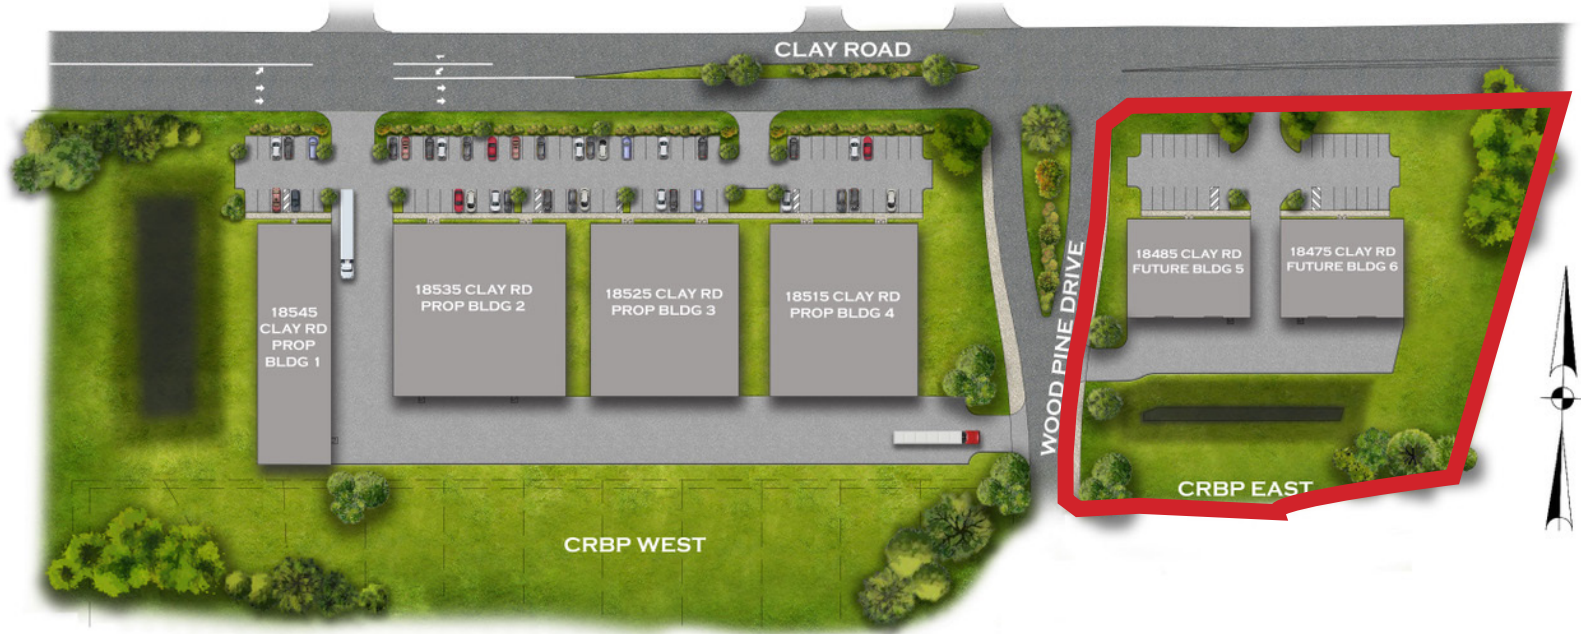 CLAY ROAD
18545
CLAY RD
PROP
BLDG 1
18535 CLAY RD
PROP BLDG 2
18525 CLAY RD
PROP BLDG 3
18515 CLAY RD
PROP BLDG 4
WOOD PINE DRIVE
18485 CLAY RD
FUTURE BLDG 5
18475 CLAY RD
FUTURE BLDG 6
CRBP EAST
CRBP WEST